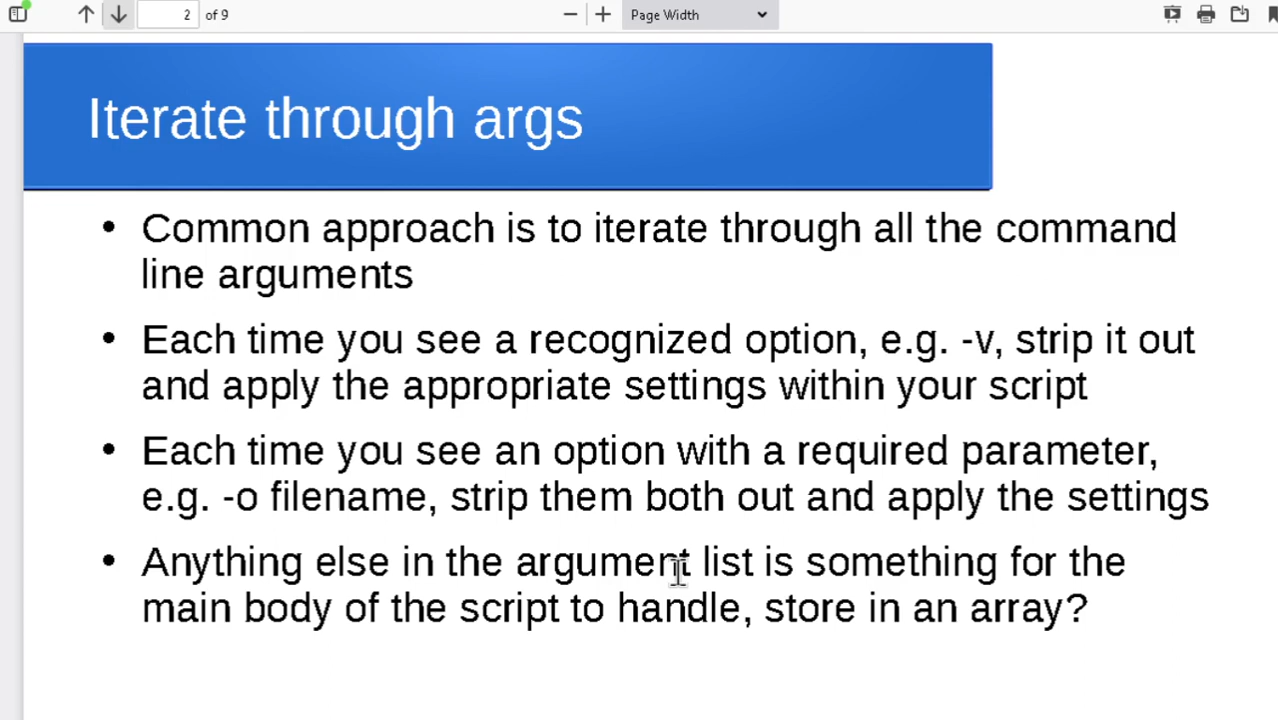 2 of 9 Page Width
Iterate through args
• Common approach is to iterate through all the command
line arguments
• Each time you see a recognized option, e.g. -v, strip it out
and apply the appropriate settings within your script
• Each time you see an option with a required parameter,
e.g. -o filename, strip them both out and apply the settings
• Anything else in the argument list is something for the
main body of the script to handle, store in an array?